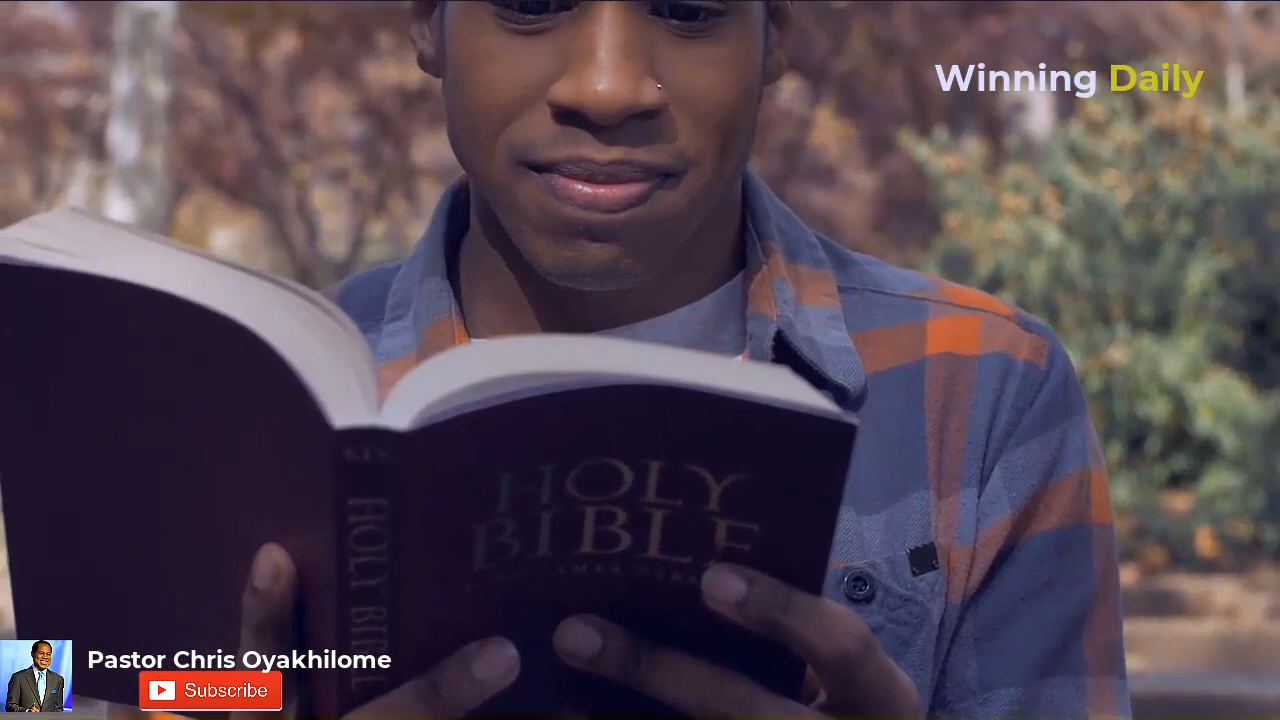 Winning Daily
HOLY
BIBLE
HOLY BIBLE
Pastor Chris Oyakhilome
Subscribe